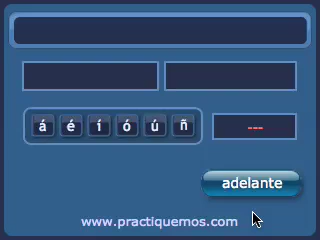 á é í ó ú ñ ---
adelante
www.practiquemos.com